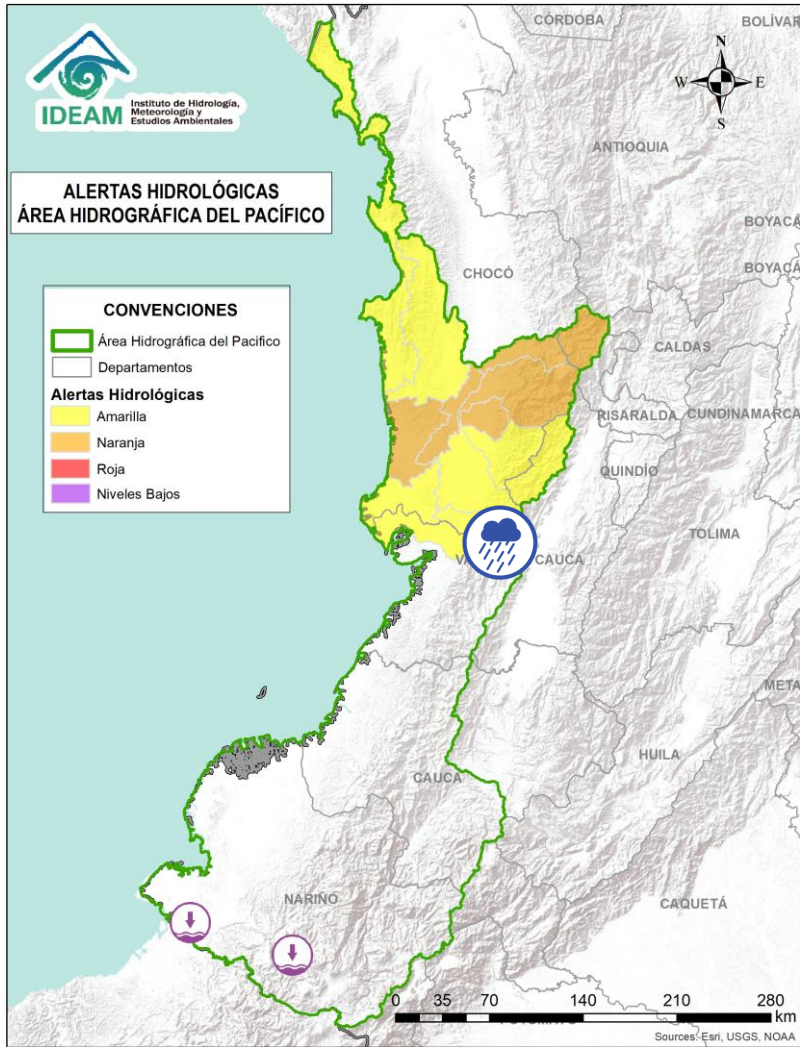 CÓRDOBA
BOLÍVAR
N
W
E
S
IDEAM
Instituto de Hidrología,
Meteorología y
Estudios Ambientales
ANTIOQUIA
ALERTAS HIDROLÓGICAS
ÁREA HIDROGRÁFICA DEL PACÍFICO
BOYACÁ
BOYACÁ
CHOCÓ
CONVENCIONES
Área Hidrográfica del Pacifico
Departamentos
Alertas Hidrológicas
Amarilla
Naranja
Roja
Niveles Bajos
CALDAS
RISARALDA
CUNDINAMARCA
QUINDÍO
TOLIMA
CAUCA
META
HUILA
CAUCA
NARIÑO
CAQUETÁ
0 35 70 140 210 280
km
Sources: Esri, USGS, NOAA